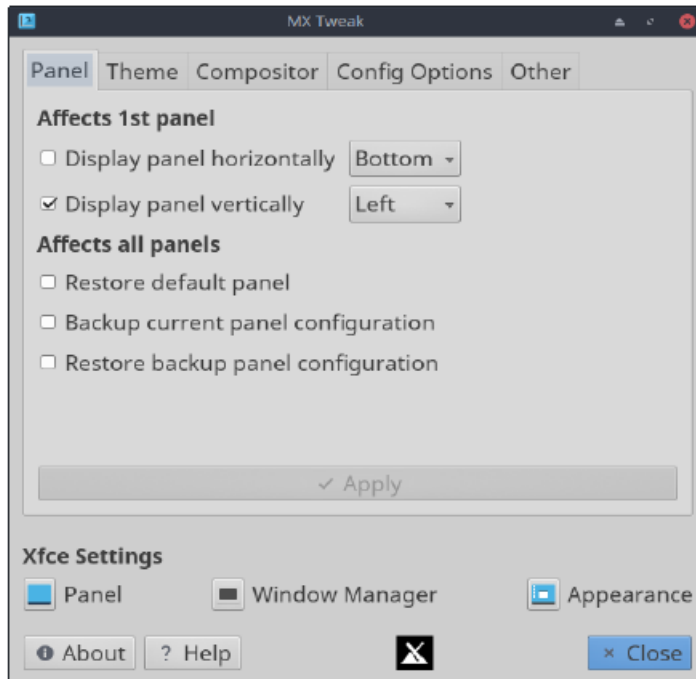 MX Tweak
Panel Theme Compositor Config Options Other
Affects 1st panel
Display panel horizontally Bottom
Display panel vertically Left
Affects all panels
Restore default panel
Backup current panel configuration
Restore backup panel configuration
Apply
Xfce Settings
Panel Window Manager Appearance
About ? Help X × Close